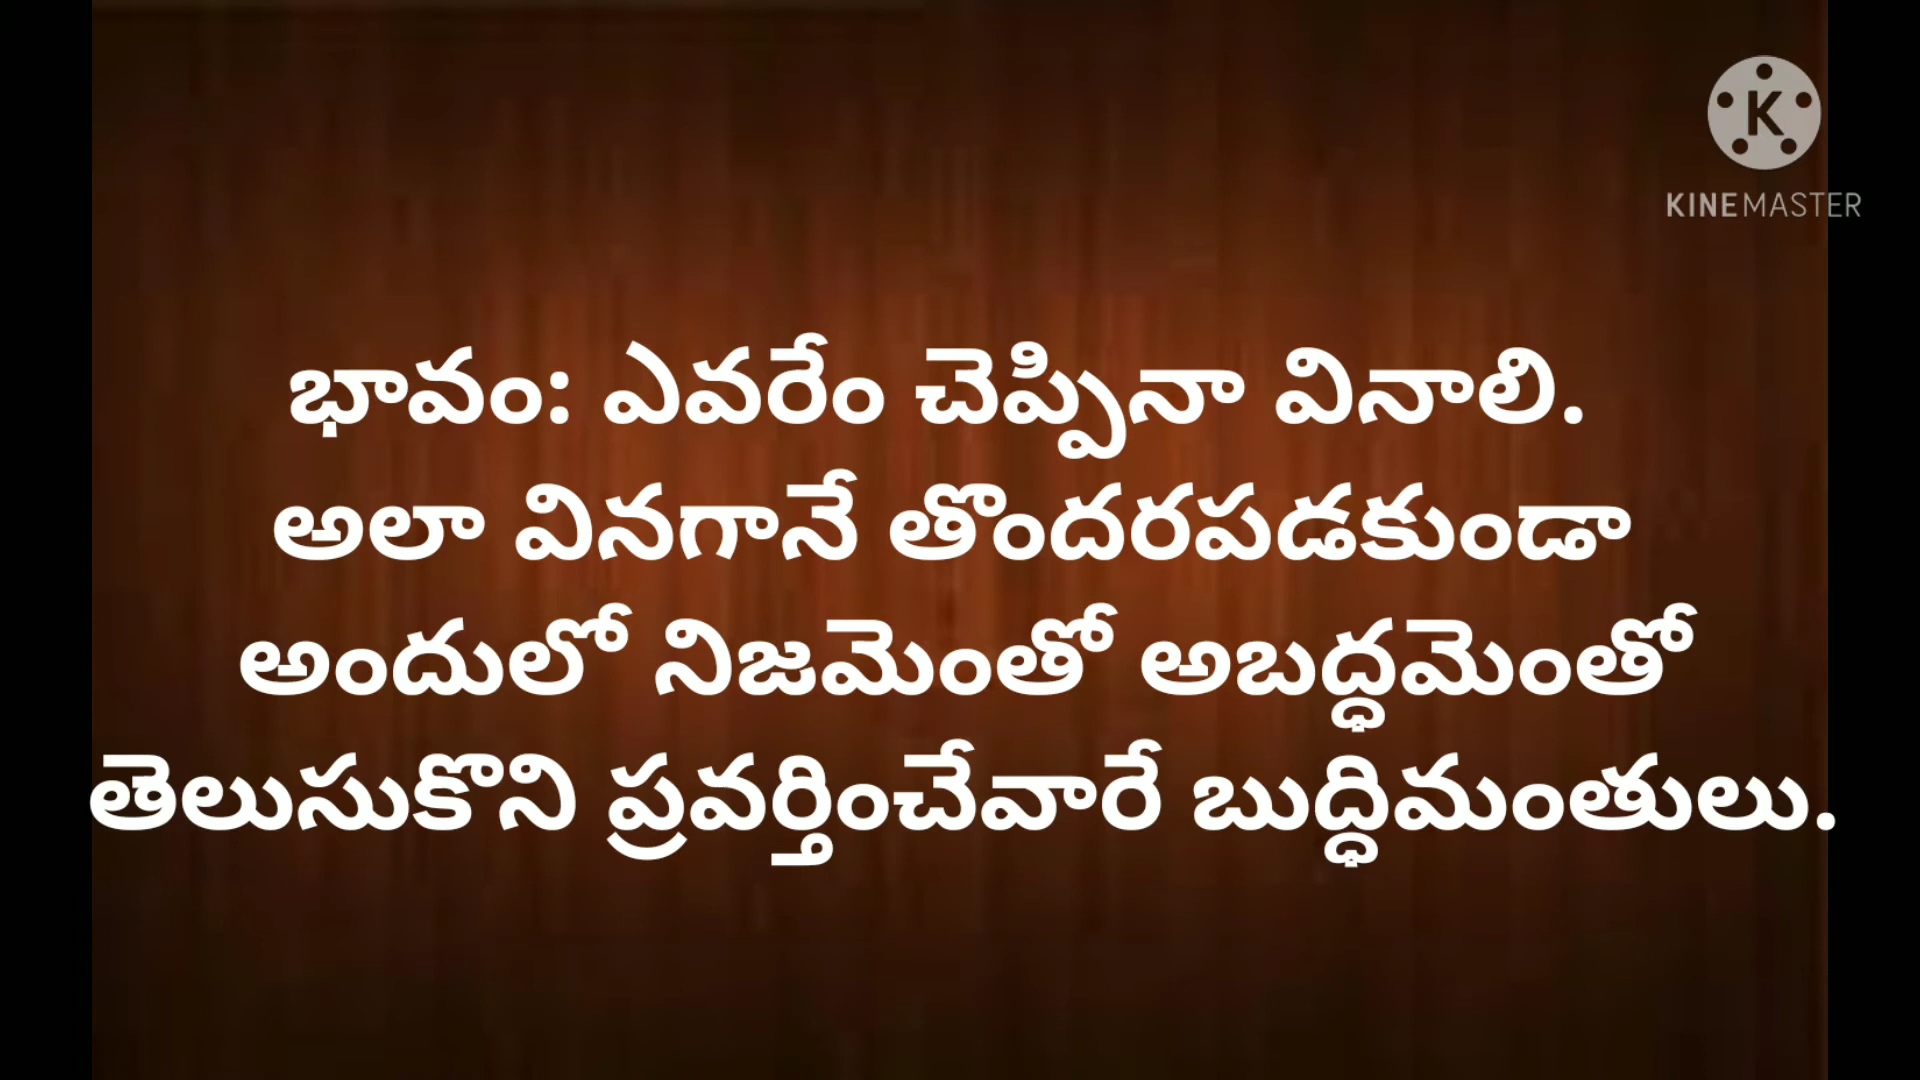 KINEMASTER
భావం: ఎవరేం చెప్పినా వినాలి.
అలా వినగానే తొందరపడకుండా
అందులో నిజమెంతో అబద్ధమెంతో
తెలుసుకొని ప్రవర్తించేవారే బుద్ధిమంతులు.